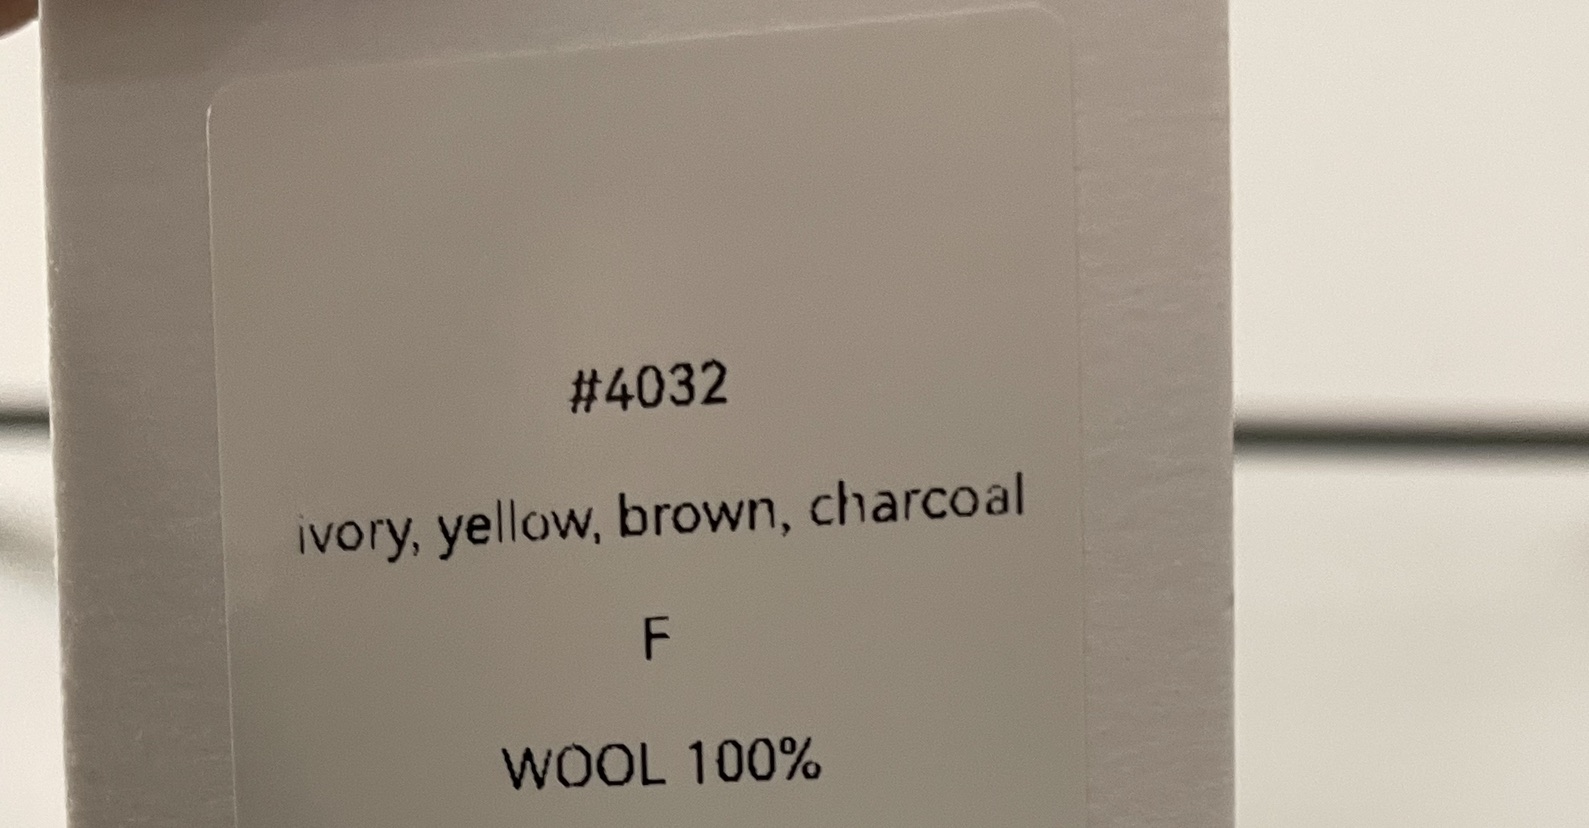 #4032
ivory, yellow, brown, charcoal
F
WOOL 100%